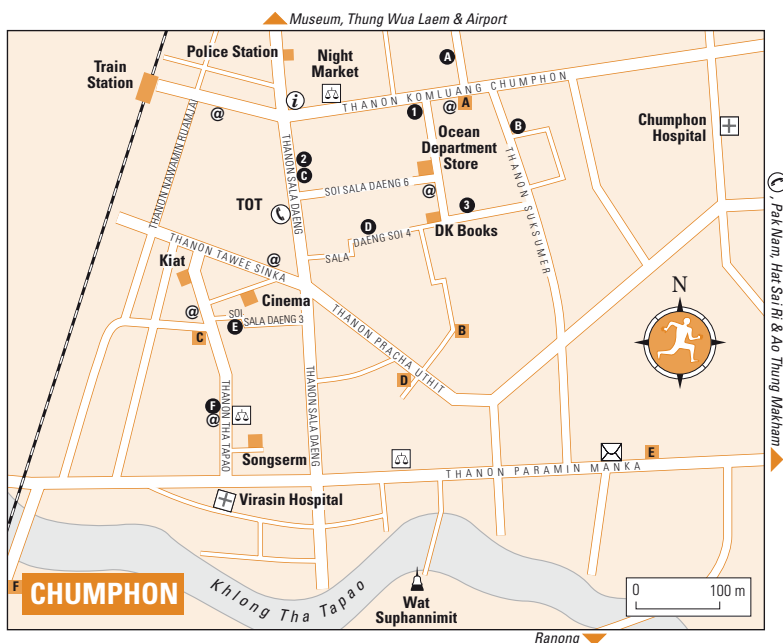 Museum, Thung Wua Laem & Airport
Police Station
Night
Market
Train
Station
i
A
THANON KOMLUANG CHUMPHON
@
@
A
1
B
Chumphon
Hospital
Ocean
Department
Store
THANON NAWAMIN RUAMJAI
THANON SALA DAENG
2
C
SOI SALA DAENG 6
@
THANON SUKSUMER
TOT
3
D
DK Books
SALA DAENG SOI 4
, Pak Nam, Hat Sai Ri & Ao Thung Makham
THANON TAWEE SINKA
@
Kiat
Cinema
N
@
SOI SALA DAENG 3
E
C
B
THANON PRACHA UTHIT
D
THANON SALA DAENG
THANON THA TAPAO
F
@
Songserm
E
THANON PARAMIN MANKA
Virasin Hospital
F
CHUMPHON
Khlong Tha Tapao
Wat
Suphannimit
0 100 m
Ranong